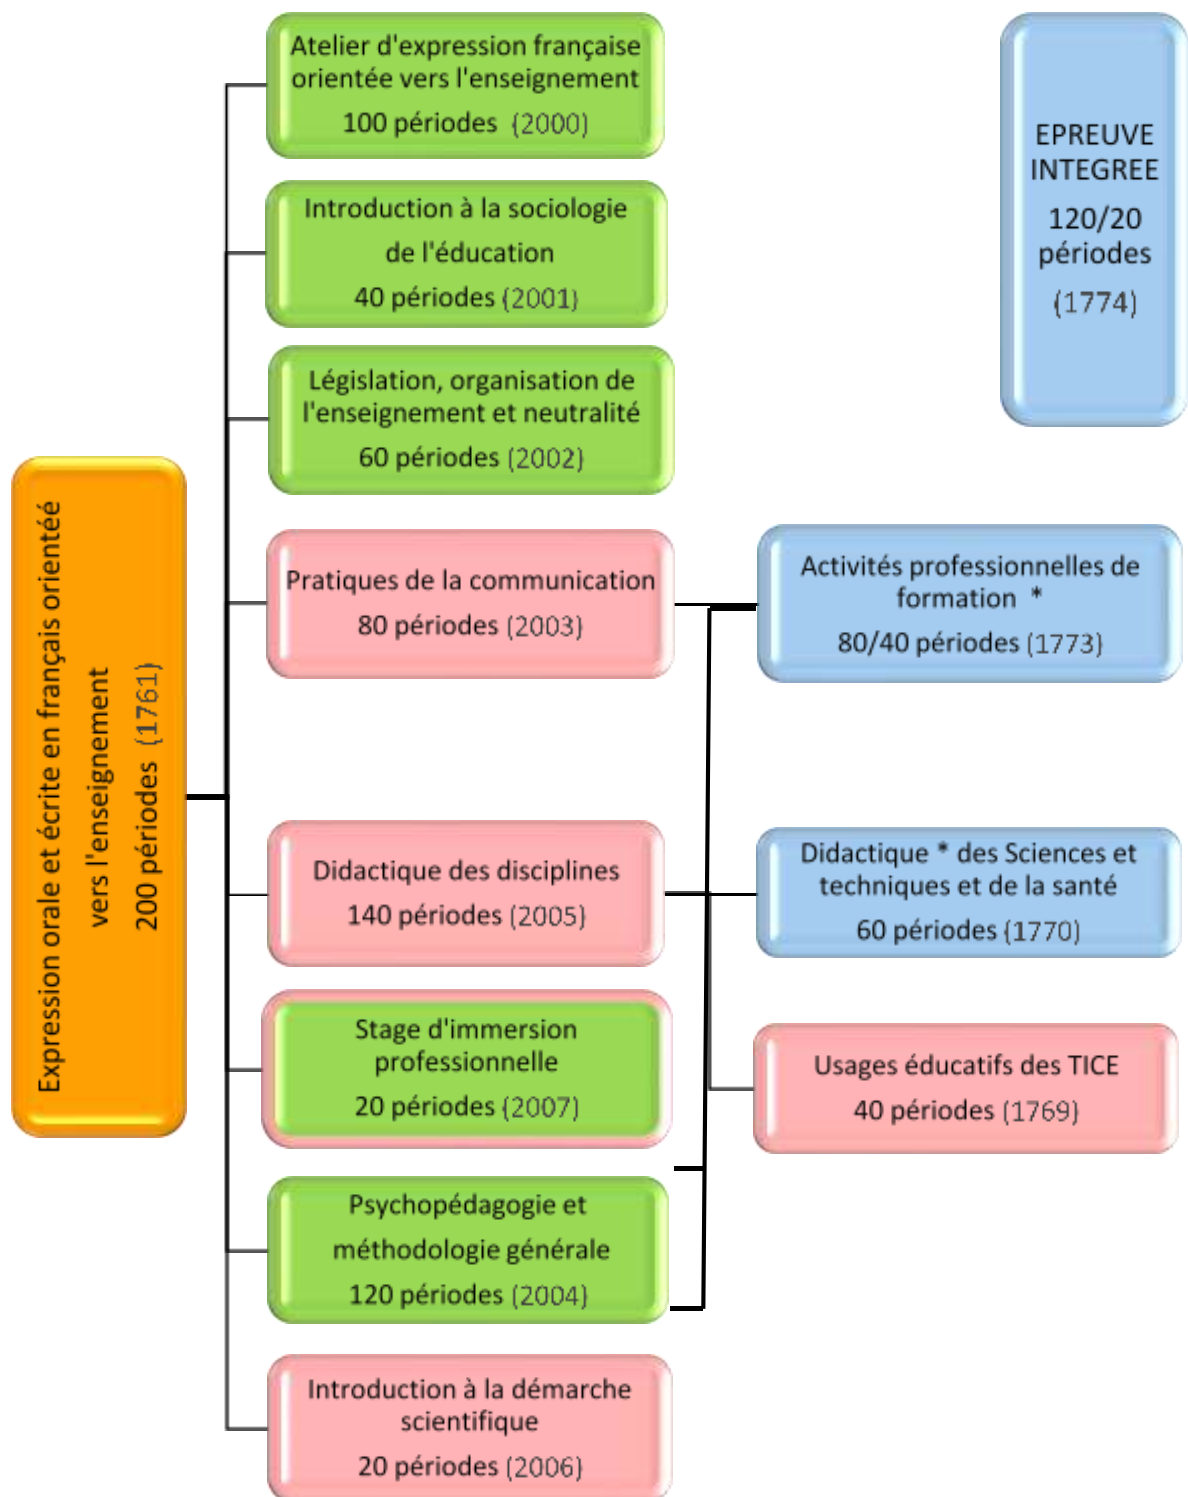 Expression orale et écrite en français orientée
vers l'enseignement
200 périodes (1761)
Atelier d'expression française
orientée vers l'enseignement
100 périodes (2000)
Introduction à la sociologie
de l'éducation
40 périodes (2001)
Législation, organisation de
l'enseignement et neutralité
60 périodes (2002)
Pratiques de la communication
80 périodes (2003)
Didactique des disciplines
140 périodes (2005)
Stage d'immersion
professionnelle
20 périodes (2007)
Psychopédagogie et
méthodologie générale
120 périodes (2004)
Introduction à la démarche
scientifique
20 périodes (2006)
EPREUVE
INTEGREE
120/20
périodes
(1774)
Activités professionnelles de
formation *
80/40 périodes (1773)
Didactique * des Sciences et
techniques et de la santé
60 périodes (1770)
Usages éducatifs des TICE
40 périodes (1769)